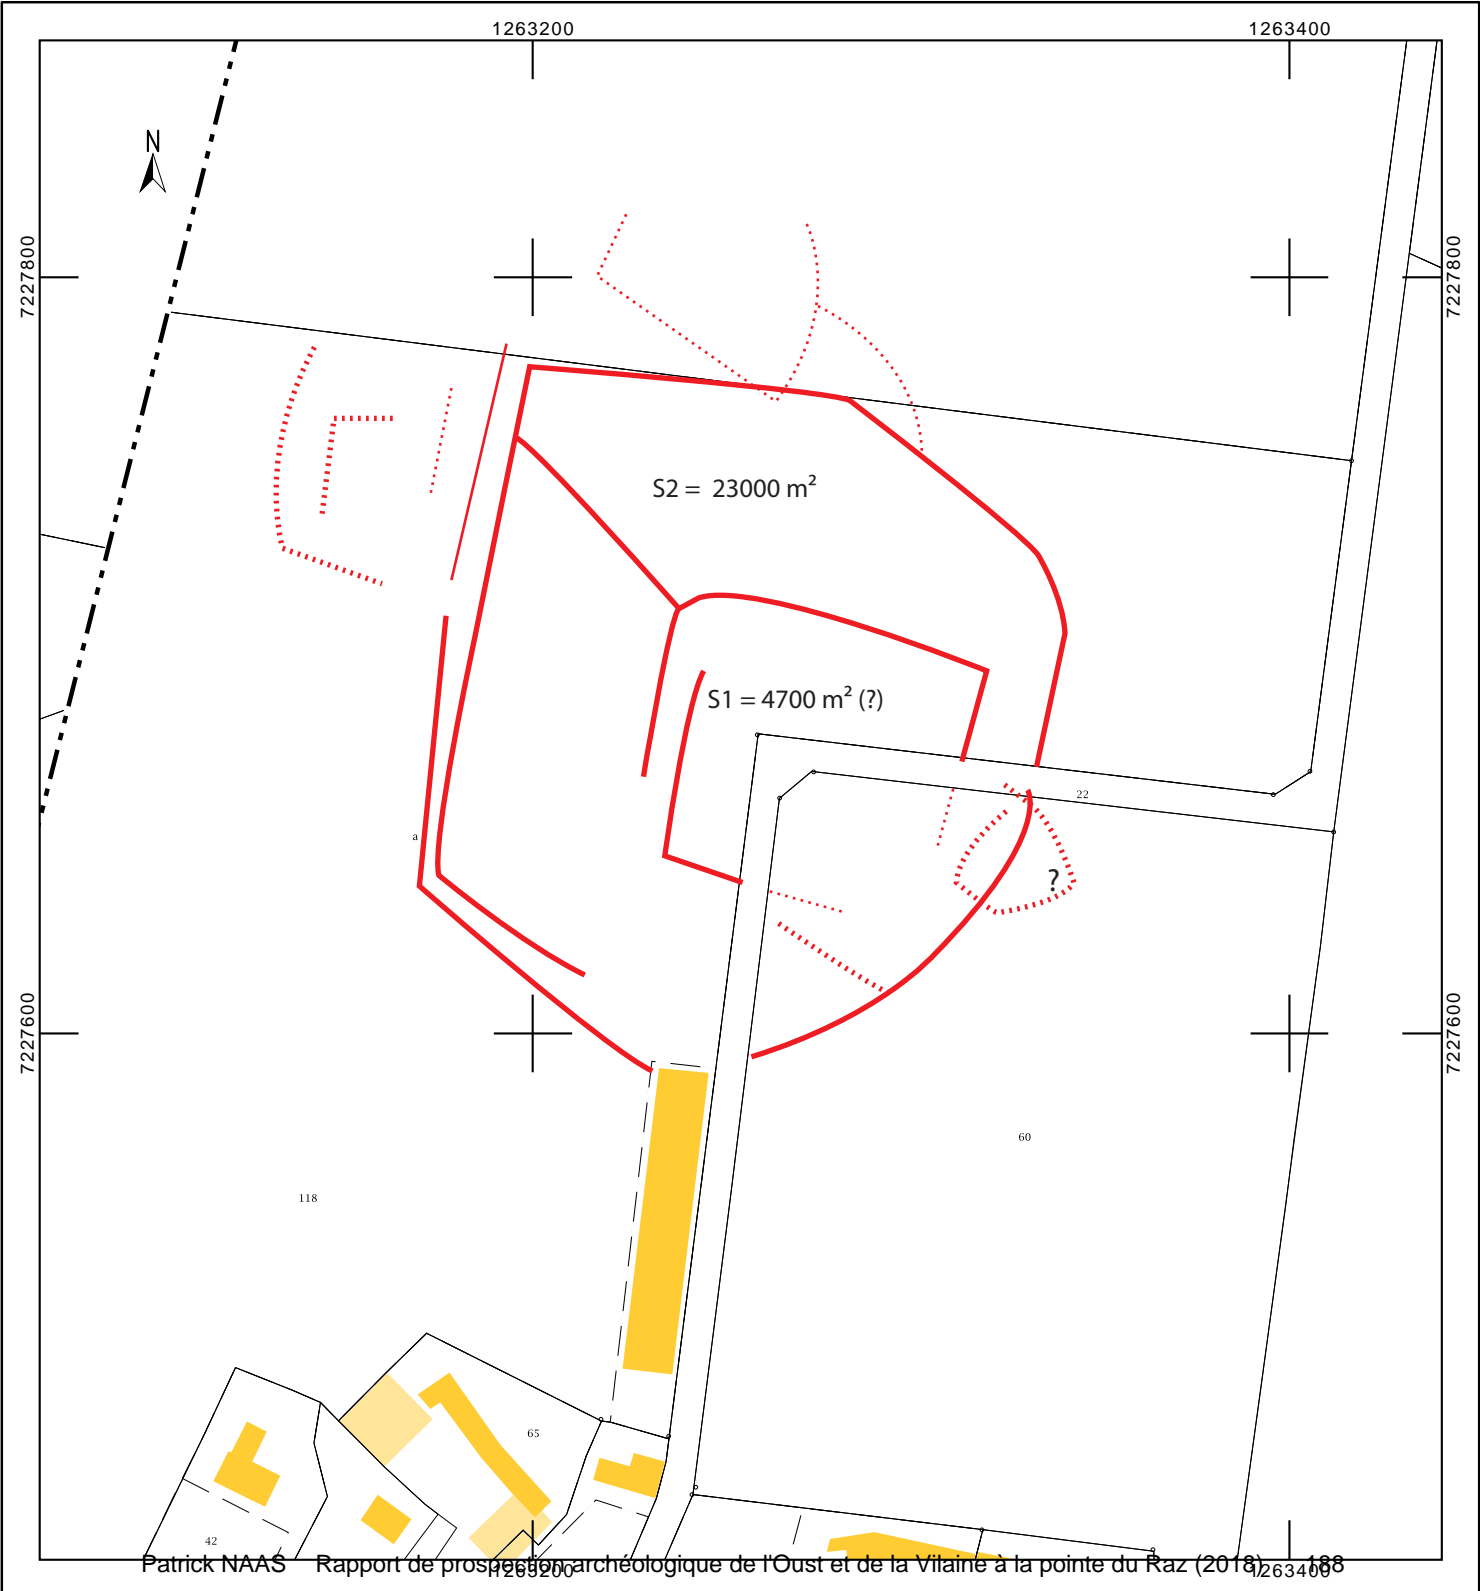 1263200 1263400
N
7227800 7227800
S2 = 23000 m²
S1 = 4700 m² (?)
22
a
?
7227600 7227600
60
118
65
42
Patrick NAAS Rapport de prospection archéologique de l'Oust et de la Vilaine à la pointe du Raz (2018) 188
1263200 1263400